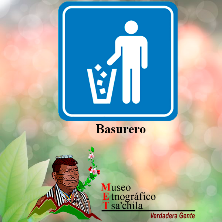 Basurero
Museo
Etnográfico
Tsa'chila
Verdadera Gente